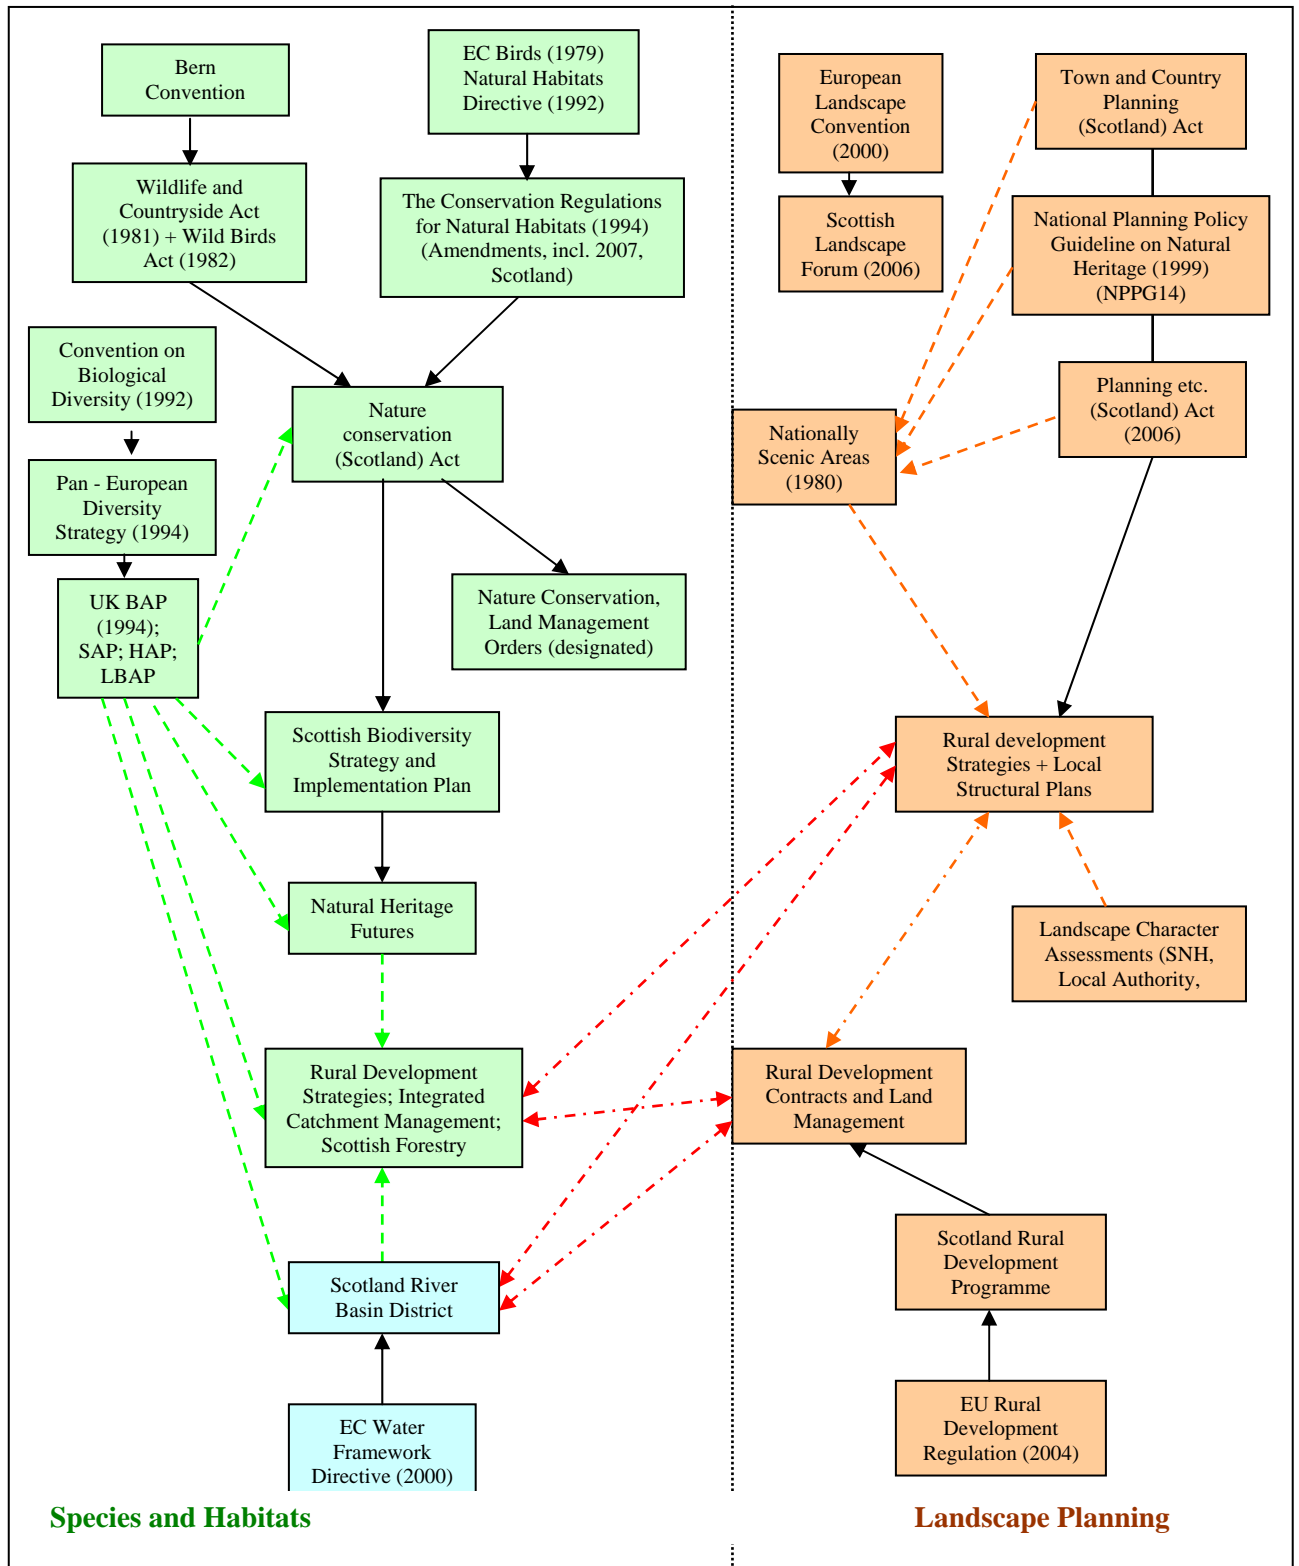 Bern
Convention
EC Birds (1979)
Natural Habitats
Directive (1992)
Wildlife and
Countryside Act
(1981) + Wild Birds
Act (1982)
The Conservation Regulations
for Natural Habitats (1994)
(Amendments, incl. 2007,
Scotland)
Convention on
Biological
Diversity (1992)
Nature
conservation
(Scotland) Act
Pan - European
Diversity
Strategy (1994)
UK BAP
(1994);
SAP; HAP;
LBAP
Nature Conservation,
Land Management
Orders (designated)
Scottish Biodiversity
Strategy and
Implementation Plan
Natural Heritage
Futures
Rural Development
Strategies; Integrated
Catchment Management;
Scottish Forestry
Scotland River
Basin District
EC Water
Framework
Directive (2000)
Species and Habitats
European
Landscape
Convention
(2000)
Town and Country
Planning
(Scotland) Act
Scottish
Landscape
Forum (2006)
National Planning Policy
Guideline on Natural
Heritage (1999)
(NPPG14)
Planning etc.
(Scotland) Act
(2006)
Nationally
Scenic Areas
(1980)
Rural development
Strategies + Local
Structural Plans
Landscape Character
Assessments (SNH,
Local Authority,
Rural Development
Contracts and Land
Management
Scotland Rural
Development
Programme
EU Rural
Development
Regulation (2004)
Landscape Planning